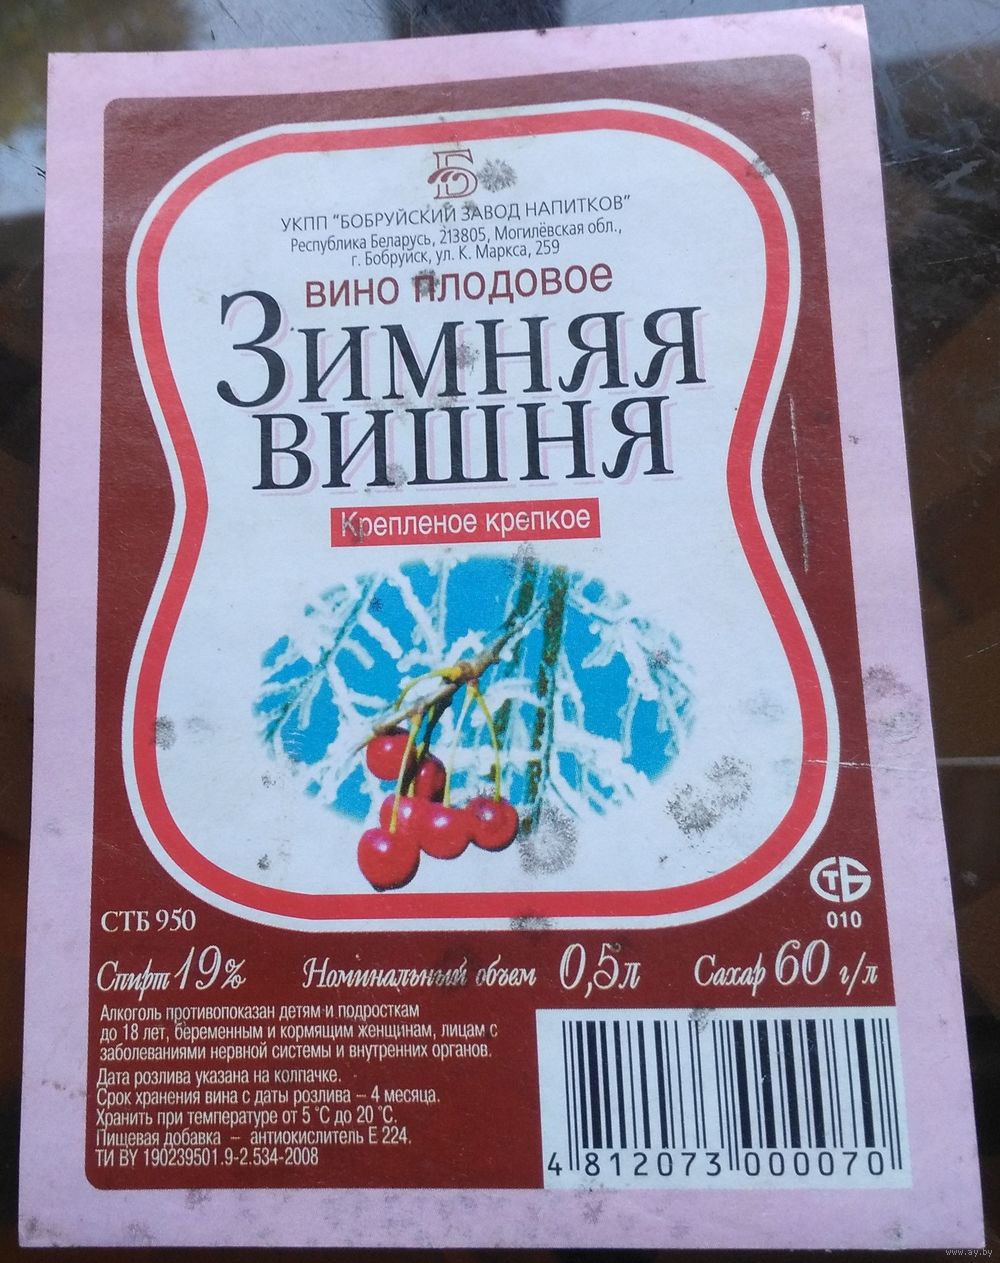 Б
УКПП "БОБРУЙСКИЙ ЗАВОД НАПИТКОВ"
Республика Беларусь, 213805, Могилёвская обл.,
г. Бобруйск, ул. К. Маркса, 259
ВИНО ПЛОДОВОЕ
ЗИМНЯЯ
ВИШНЯ
Крепленое крепкое
СТБ
010
СТБ 950
Спирт 19% Номинальный объем 0,5л Сахар 60 г/л
Алкоголь противопоказан детям и подросткам
до 18 лет, беременным и кормящим женщинам, лицам с
заболеваниями нервной системы и внутренних органов.
Дата розлива указана на колпачке.
Срок хранения вина с даты розлива – 4 месяца.
Хранить при температуре от 5 °С до 20 °С.
Пищевая добавка – антиокислитель Е 224.
ТИ BY 190239501.9-2.534-2008
4 812073 000070
www.ay.by